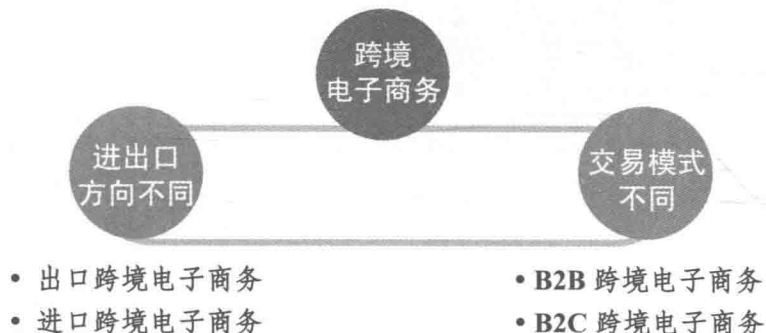 跨境
电子商务
进出口
方向不同
交易模式
不同
• 出口跨境电子商务
• 进口跨境电子商务
• B2B 跨境电子商务
• B2C 跨境电子商务